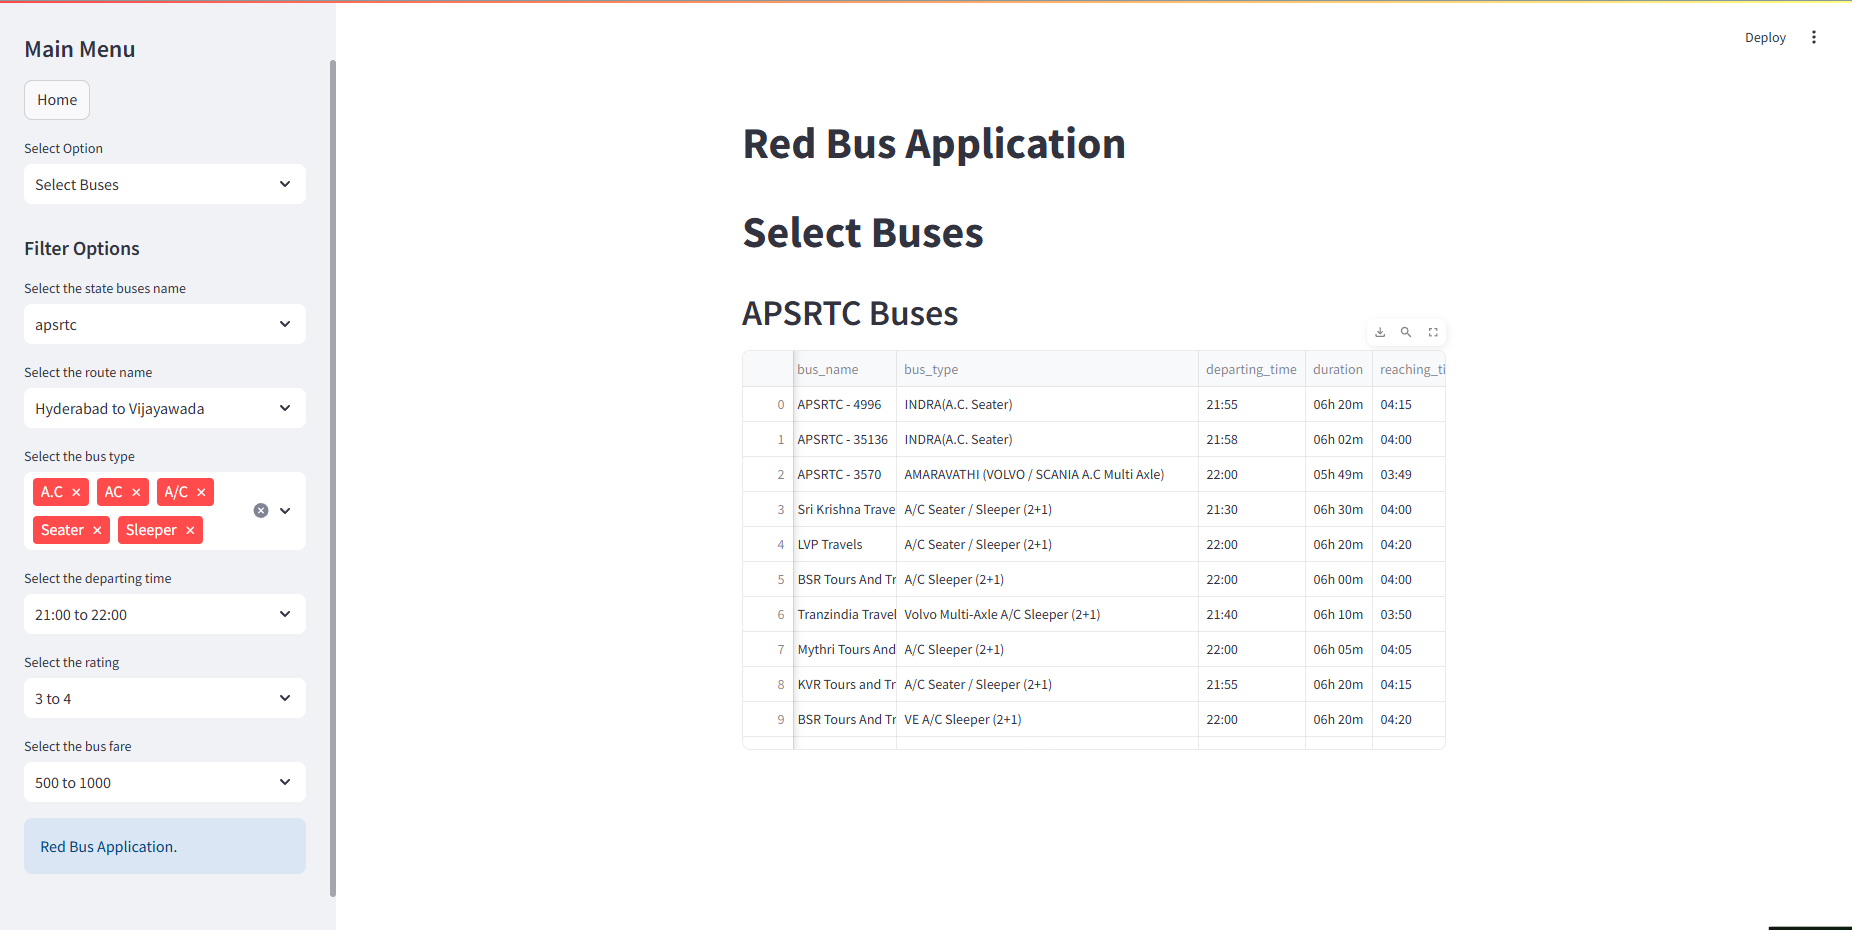 Main Menu
Home
Select Option
Select Buses
Filter Options
Select the state buses name
apsrtc
Select the route name
Hyderabad to Vijayawada
Select the bus type
A.C × AC × A/C ×
Seater × Sleeper ×
Select the departing time
21:00 to 22:00
Select the rating
3 to 4
Select the bus fare
500 to 1000
Red Bus Application.
Deploy
Red Bus Application
Select Buses
APSRTC Buses
bus_name bus_type departing_time duration reaching_ti
0 APSRTC - 4996 INDRA(A.C. Seater) 21:55 06h 20m 04:15
1 APSRTC - 35136 INDRA(A.C. Seater) 21:58 06h 02m 04:00
2 APSRTC - 3570 AMARAVATHI (VOLVO / SCANIA A.C Multi Axle) 22:00 05h 49m 03:49
3 Sri Krishna Trave A/C Seater / Sleeper (2+1) 21:30 06h 30m 04:00
4 LVP Travels A/C Seater / Sleeper (2+1) 22:00 06h 20m 04:20
5 BSR Tours And Tr A/C Sleeper (2+1) 22:00 06h 00m 04:00
6 Tranzindia Travel Volvo Multi-Axle A/C Sleeper (2+1) 21:40 06h 10m 03:50
7 Mythri Tours And A/C Sleeper (2+1) 22:00 06h 05m 04:05
8 KVR Tours and Tr A/C Seater / Sleeper (2+1) 21:55 06h 20m 04:15
9 BSR Tours And Tr VE A/C Sleeper (2+1) 22:00 06h 20m 04:20